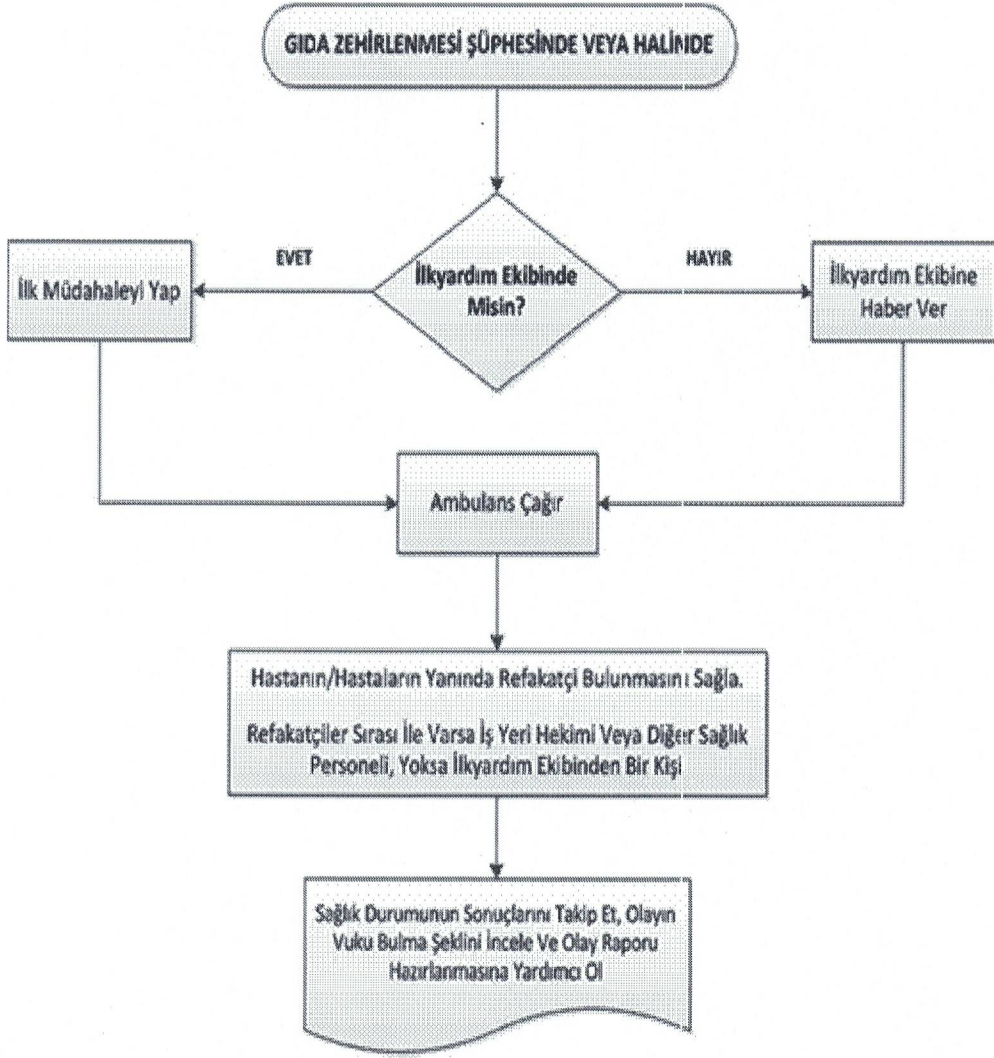 GIDA ZEHİRLENMESİ ŞÜPHESİNDE VEYA HALİNDE
EVET
İlkyardım Ekibinde
Misin?
HAYIR
İlk Müdahaleyi Yap
İlkyardım Ekibine
Haber Ver
Ambulans Çağır
Hastanın/Hastaların Yanında Refakatçi Bulunmasını Sağla.
Refakatçiler Sırası İle Varsa İş Yeri Hekimi Veya Diğer Sağlık
Personeli, Yoksa İlkyardım Ekibinden Bir Kişi
Sağlık Durumunun Sonuçlarını Takip Et, Olayın
Vuku Bulma Şeklini İncele Ve Olay Raporu
Hazırlanmasına Yardımcı Ol